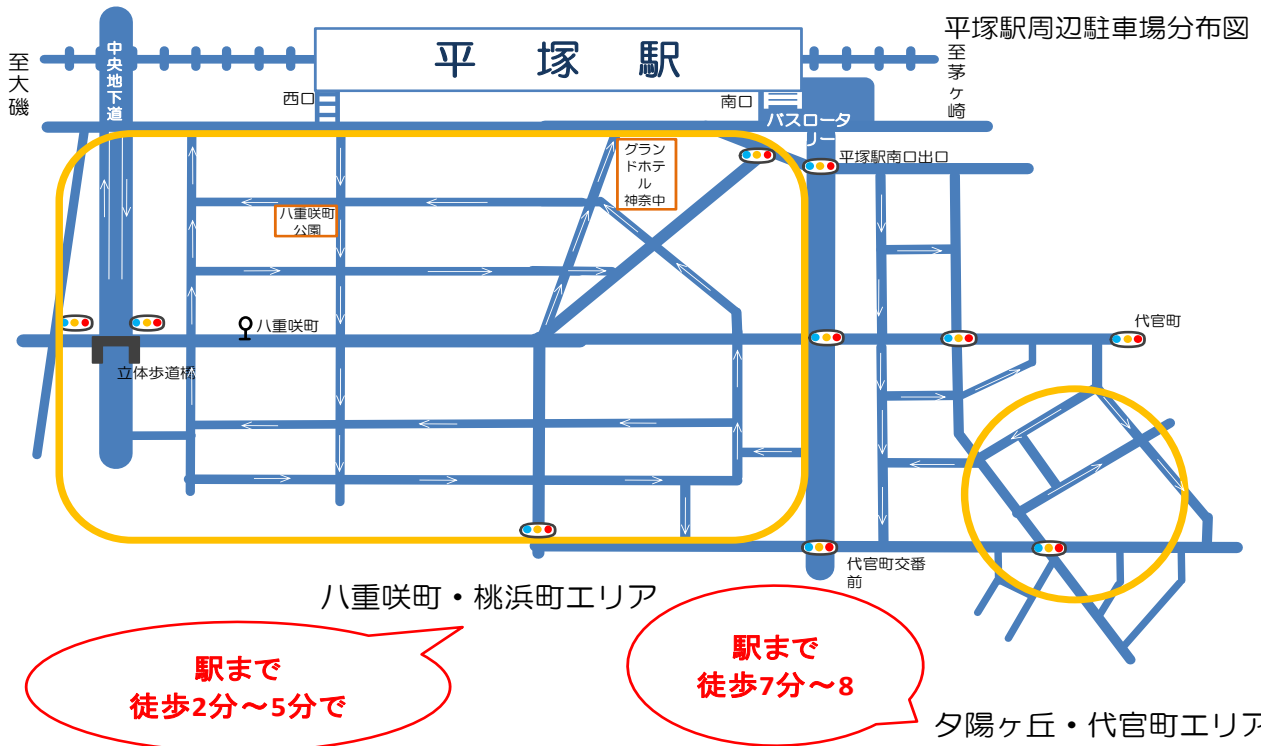 平塚駅周辺駐車場分布図
至大磯
中央地下道
平塚駅
至茅ヶ崎
西口
南口
バスロータ
リー
グラン
ドホテ
ル
神奈中
平塚駅南口出口
八重咲町
公園
八重咲町
代官町
立体歩道橋
代官町交番
前
八重咲町・桃浜町エリア
駅まで
徒歩2分～5分で
駅まで
徒歩7分～8
夕陽ヶ丘・代官町エリア